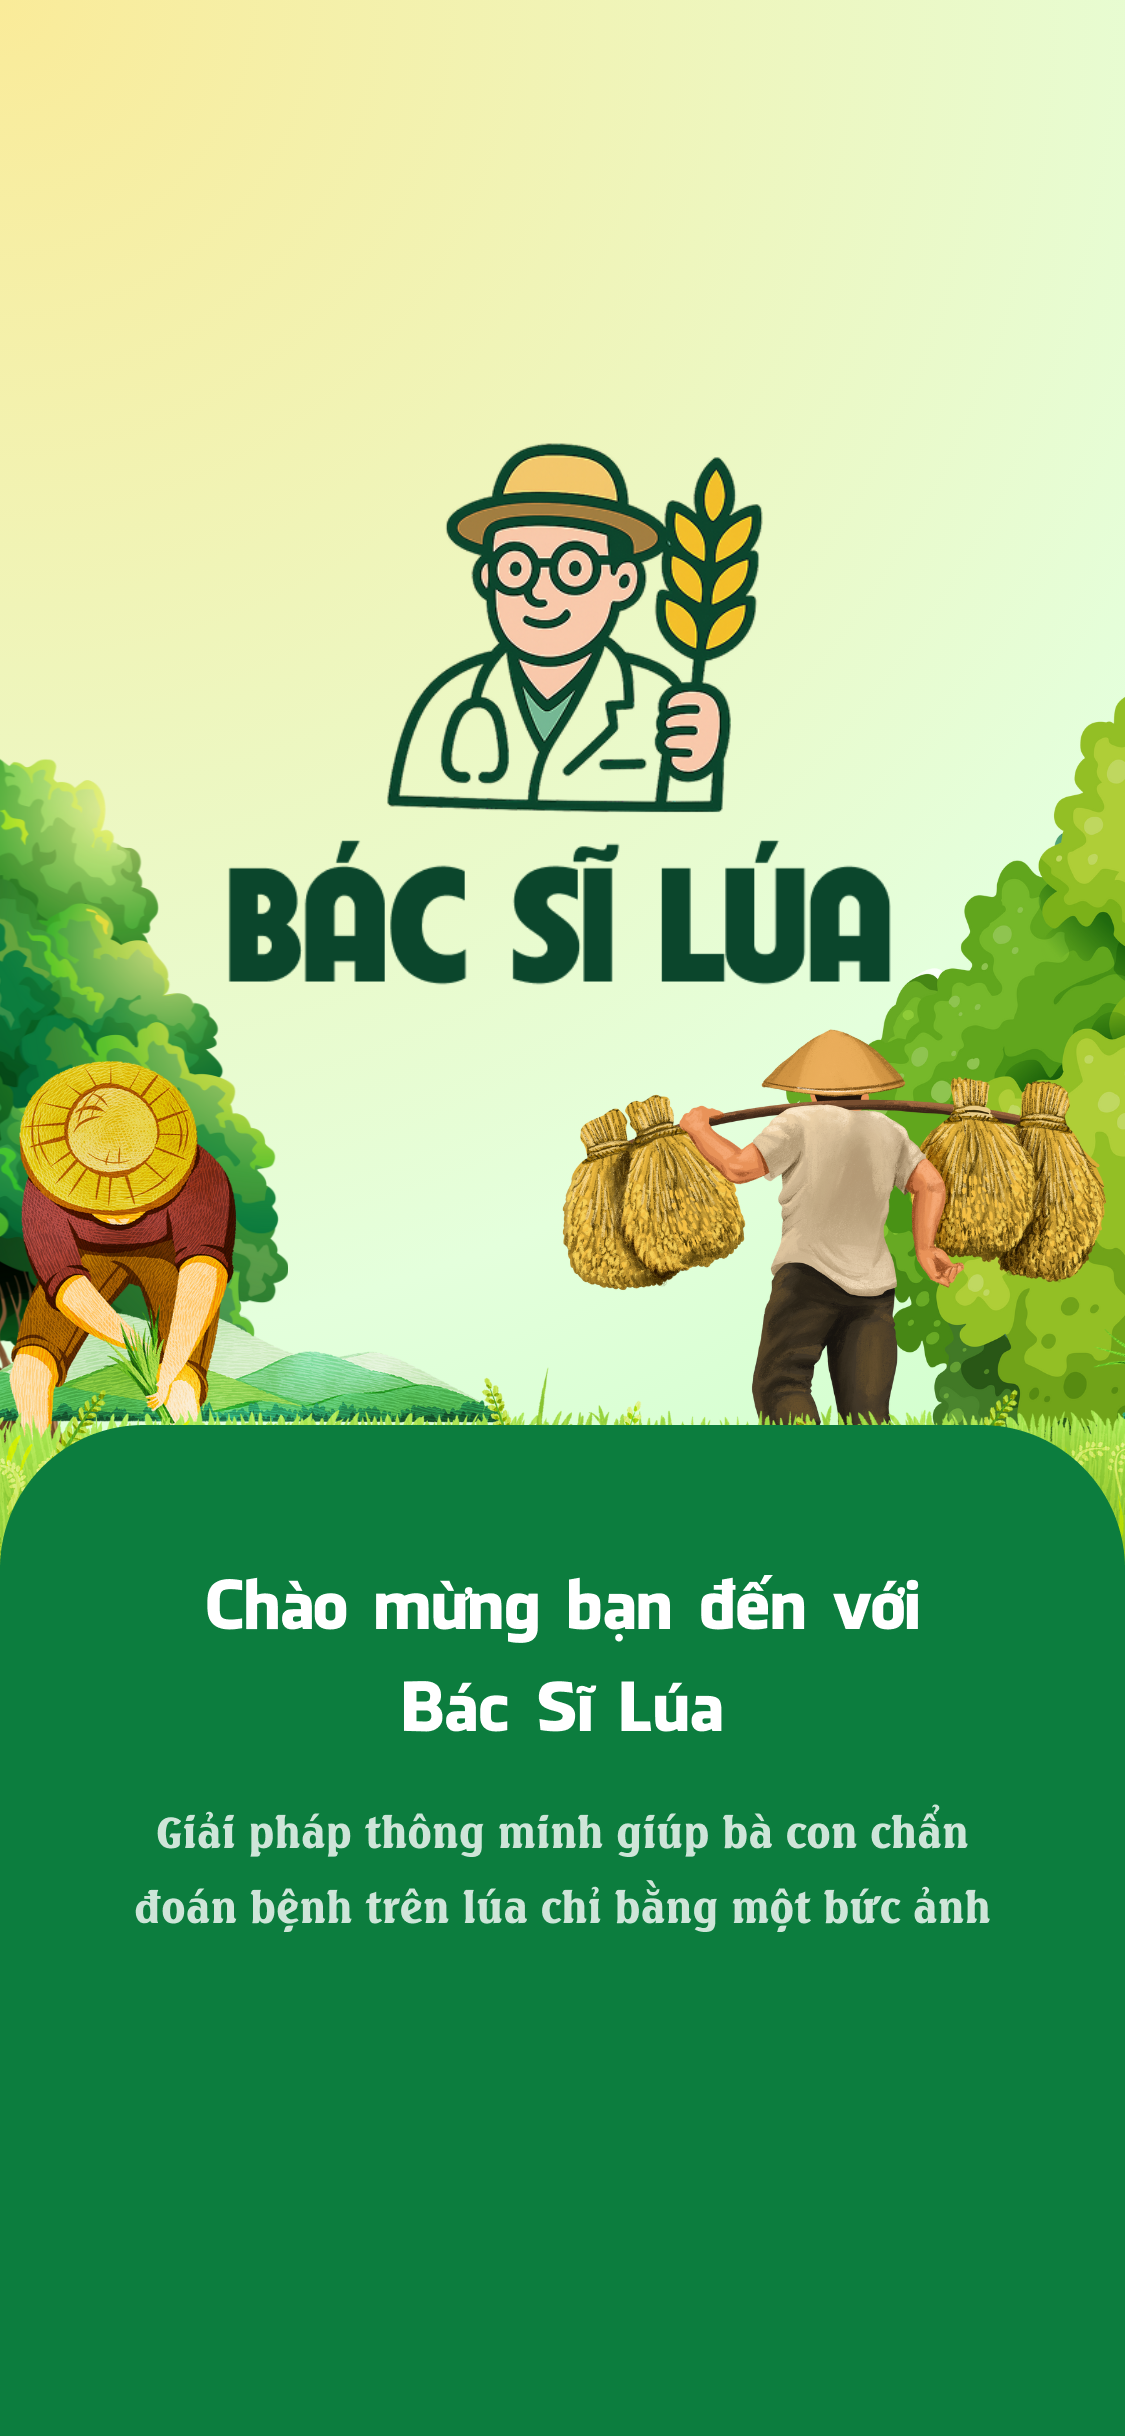 BÁC SĨ LÚA
Chào mừng bạn đến với
Bác Sĩ Lúa
Giải pháp thông minh giúp bà con chẩn
đoán bệnh trên lúa chỉ bằng một bức ảnh